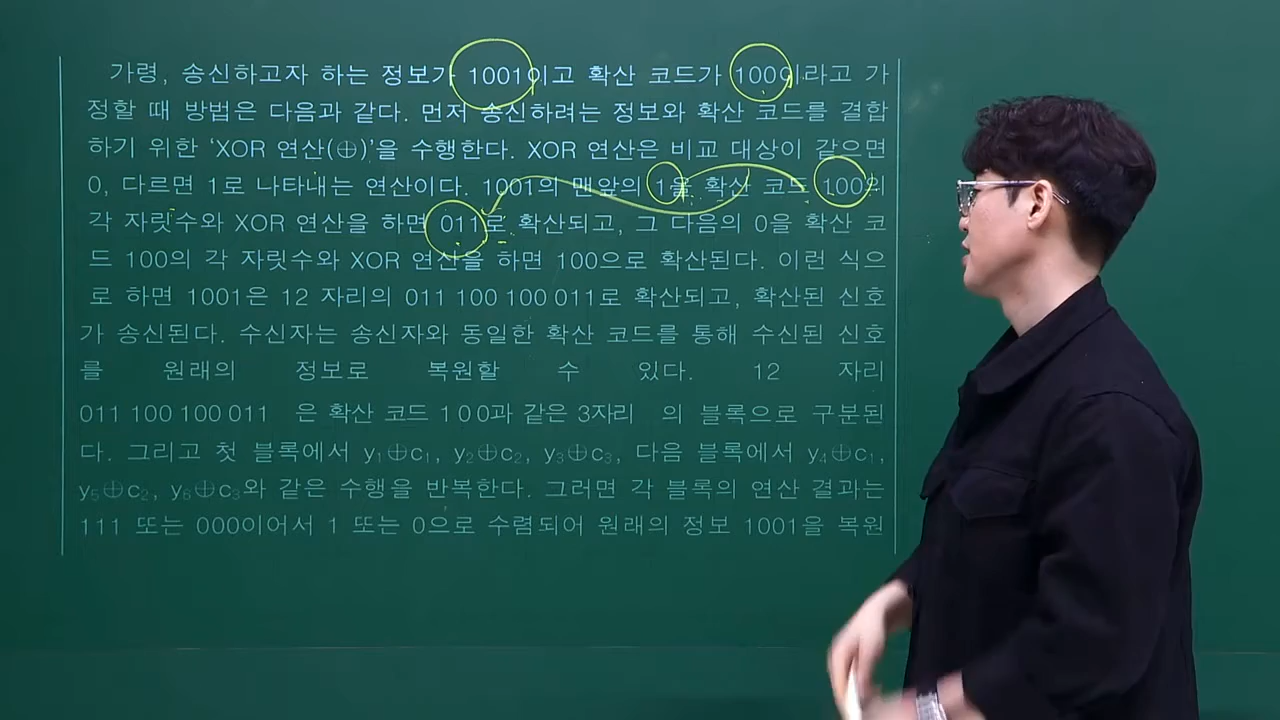 가령, 송신하고자 하는 정보가 1001이고 확산 코드가 100이라고 가
정할 때 방법은 다음과 같다. 먼저 송신하려는 정보와 확산 코드를 결합
하기 위한 ‘XOR 연산(⊕)’을 수행한다. XOR 연산은 비교 대상이 같으면
0, 다르면 1로 나타내는 연산이다. 1001의 맨앞의 1을 확산 코드 100의
각 자릿수와 XOR 연산을 하면 011로 확산되고, 그 다음의 0을 확산 코
드 100의 각 자릿수와 XOR 연산을 하면 100으로 확산된다. 이런 식으
로 하면 1001은 12 자리의 011 100 100 011로 확산되고, 확산된 신호
가 송신된다. 수신자는 송신자와 동일한 확산 코드를 통해 수신된 신호
를 원래의 정보로 복원할 수 있다. 12 자리
011 100 100 011 은 확산 코드 100과 같은 3자리 의 블록으로 구분된
다. 그리고 첫 블록에서 y₁⊕c₁, y₂⊕c₂, y₃⊕c₃, 다음 블록에서 y₄⊕c₁,
y₅⊕c₂, y₆⊕c₃와 같은 수행을 반복한다. 그러면 각 블록의 연산 결과는
111 또는 000이어서 1 또는 0으로 수렴되어 원래의 정보 1001을 복원